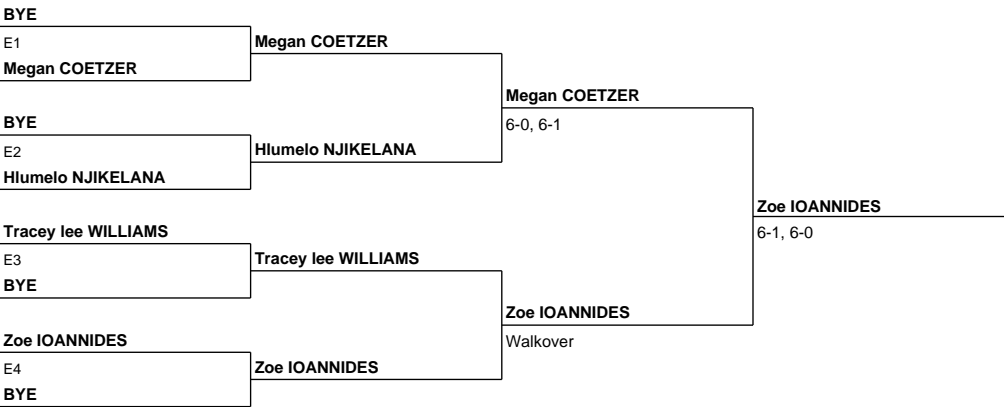 BYE
E1
Megan COETZER
BYE
E2
Hlumelo NJIKELANA
Tracey lee WILLIAMS
E3
BYE
Zoe IOANNIDES
E4
BYE
Megan COETZER
Hlumelo NJIKELANA
Tracey lee WILLIAMS
Zoe IOANNIDES
Megan COETZER
6-0, 6-1
Zoe IOANNIDES
Walkover
Zoe IOANNIDES
6-1, 6-0